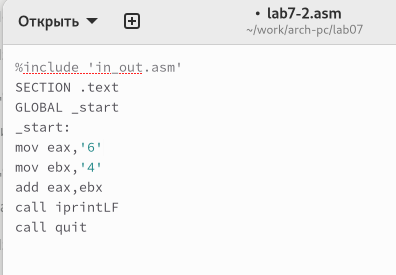 Открыть
• lab7-2.asm
~/work/arch-pc/lab07
%include 'in_out.asm'
SECTION .text
GLOBAL _start
_start:
mov eax,'6'
mov ebx,'4'
add eax,ebx
call iprintLF
call quit